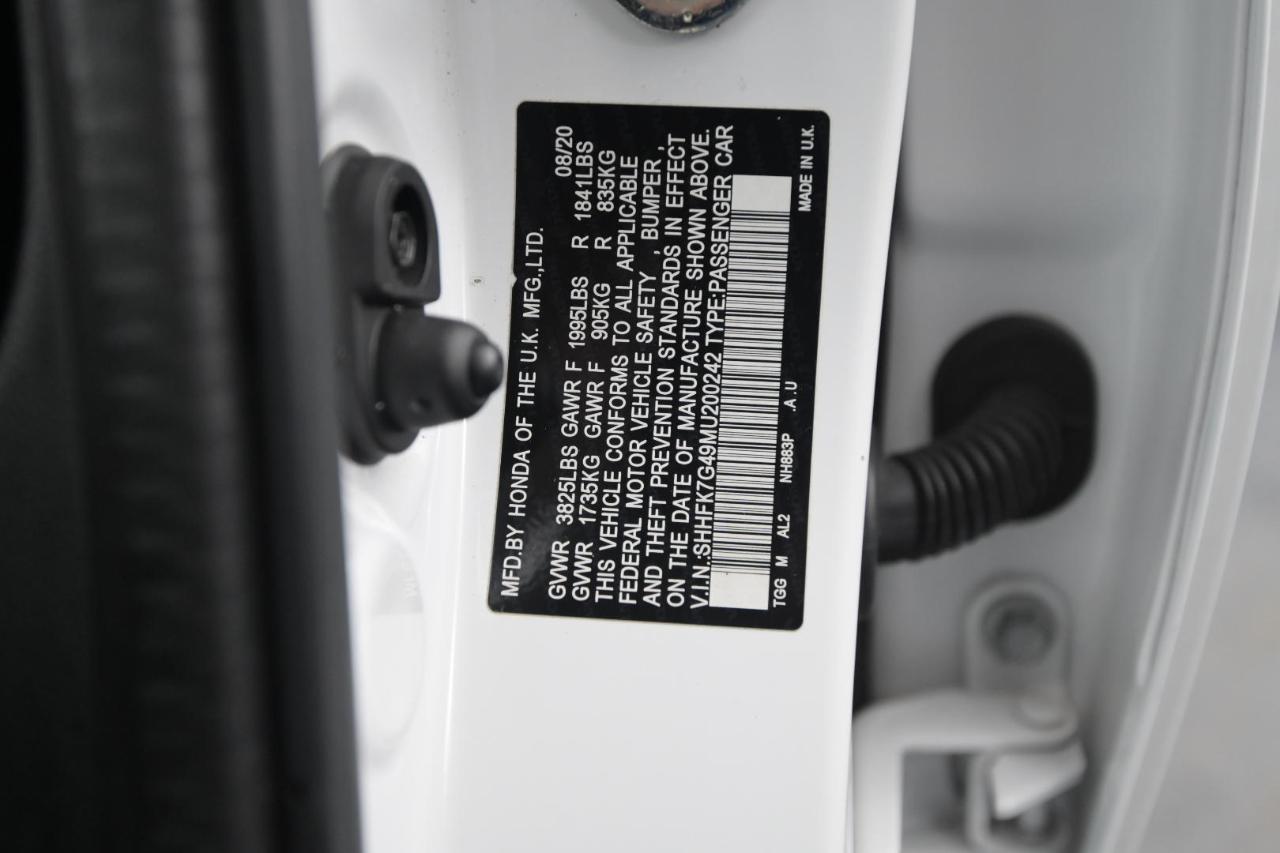 MFD.BY HONDA OF THE U.K. MFG.,LTD.
08/20
GVWR 3825LBS GAWR F 1995LBS R 1841LBS
GVWR 1735KG GAWR F 905KG R 835KG
THIS VEHICLE CONFORMS TO ALL APPLICABLE
FEDERAL MOTOR VEHICLE SAFETY , BUMPER ,
AND THEFT PREVENTION STANDARDS IN EFFECT
ON THE DATE OF MANUFACTURE SHOWN ABOVE.
V.I.N.:SHHFK7G49MU200242 TYPE:PASSENGER CAR
TGG M AL2 NH883P .A.U MADE IN U.K.